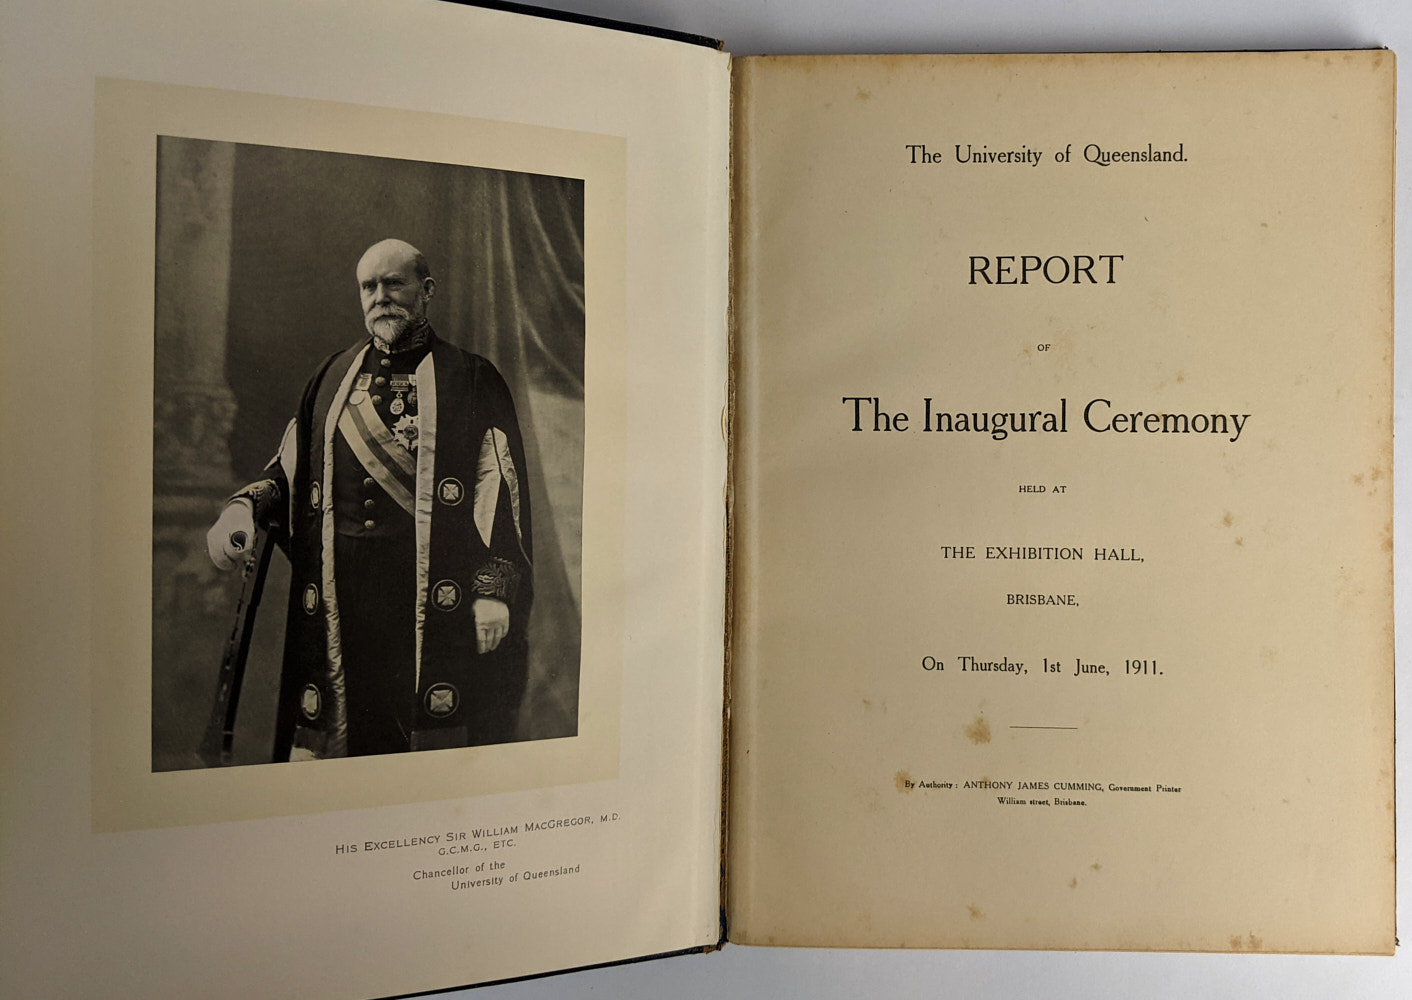 His Excellency Sir William MacGregor, M.D.
G.C.M.G., etc.
Chancellor of the
University of Queensland
The University of Queensland.
REPORT
OF
The Inaugural Ceremony
HELD AT
THE EXHIBITION HALL,
BRISBANE,
On Thursday, 1st June, 1911.
By Authority: ANTHONY JAMES CUMMING, Government Printer
William street, Brisbane.